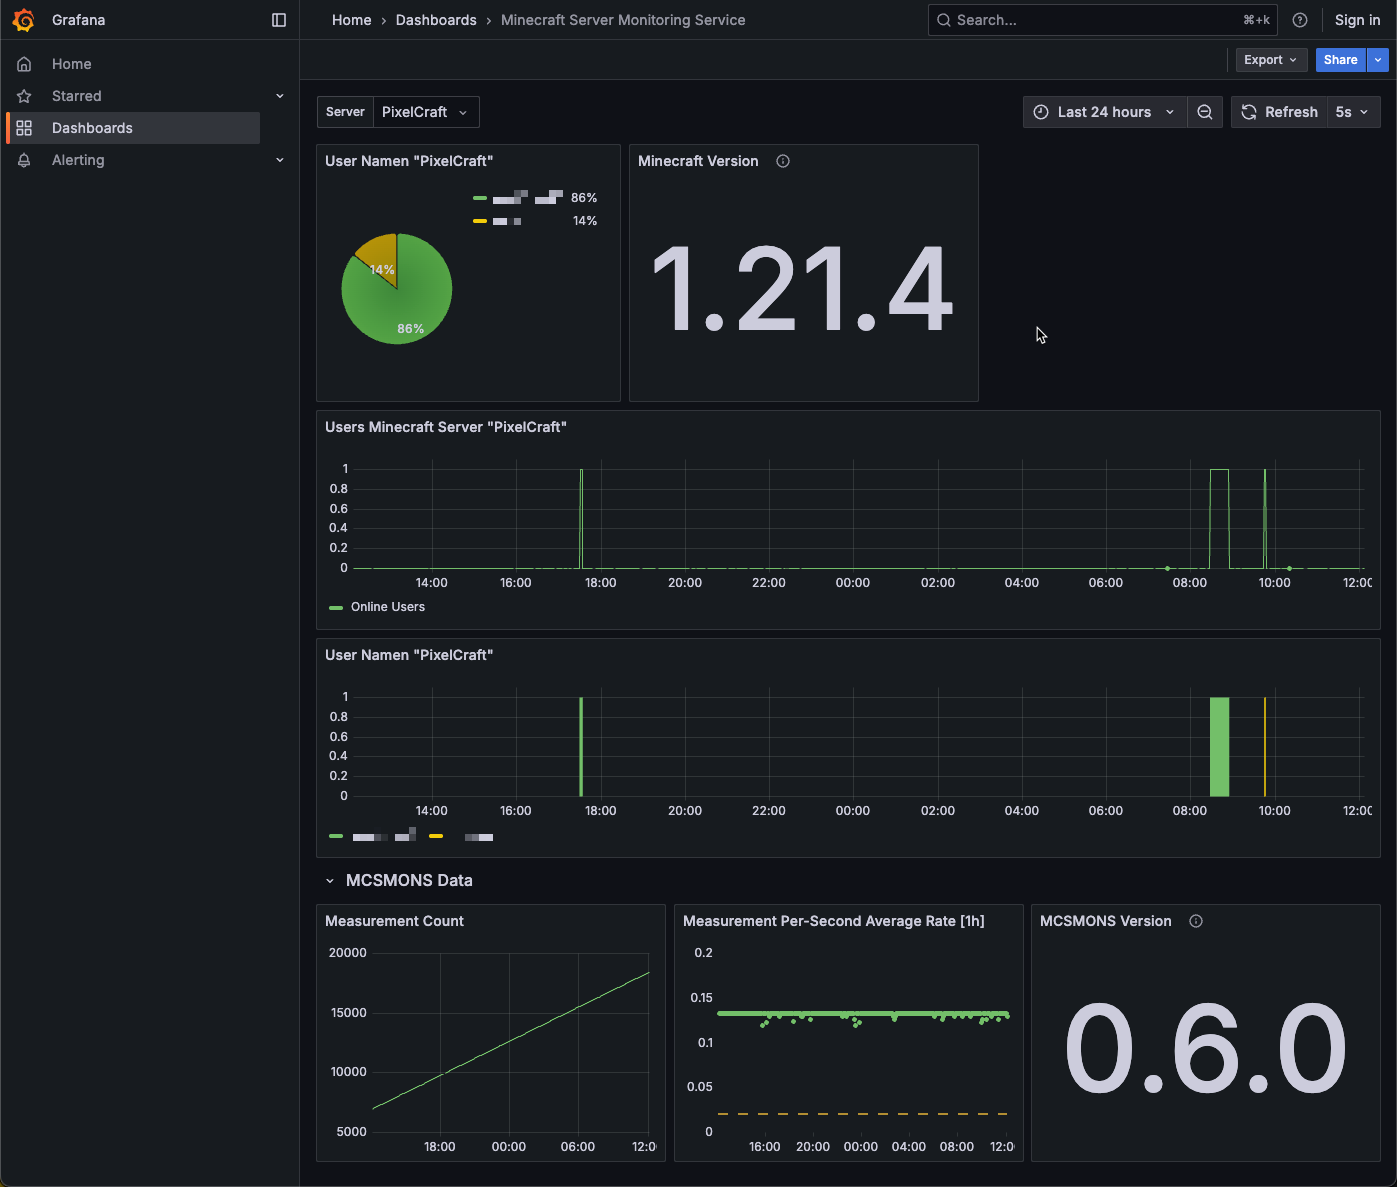 Grafana
Home › Dashboards › Minecraft Server Monitoring Service
Search...
⌘+k
Sign in
Home
Starred
Dashboards
Alerting
Export
Share
Server
PixelCraft
Last 24 hours
Refresh
5s
User Namen "PixelCraft"
86%
14%
14%
86%
Minecraft Version
1.21.4
Users Minecraft Server "PixelCraft"
1
0.8
0.6
0.4
0.2
0
14:00 16:00 18:00 20:00 22:00 00:00 02:00 04:00 06:00 08:00 10:00 12:00
Online Users
User Namen "PixelCraft"
1
0.8
0.6
0.4
0.2
0
14:00 16:00 18:00 20:00 22:00 00:00 02:00 04:00 06:00 08:00 10:00 12:00
MCSMONS Data
Measurement Count
20000
15000
10000
5000
18:00 00:00 06:00 12:0
Measurement Per-Second Average Rate [1h]
0.2
0.15
0.1
0.05
0
16:00 20:00 00:00 04:00 08:00 12:0
MCSMONS Version
0.6.0